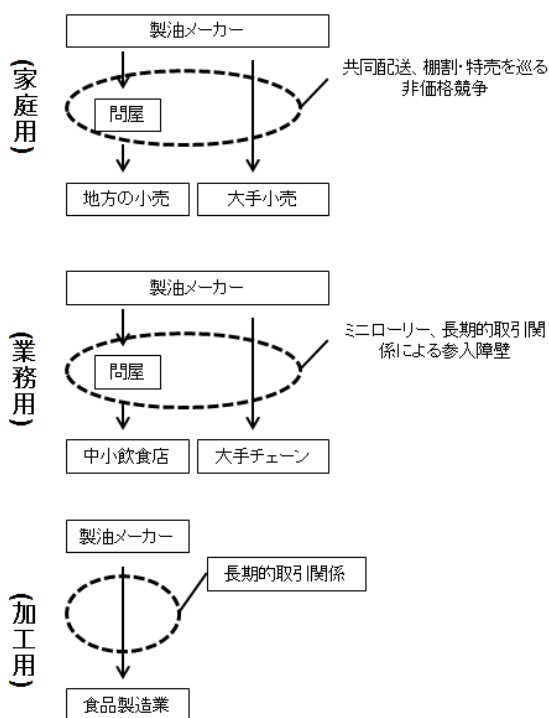 (家庭用)
製油メーカー
問屋
地方の小売
大手小売
共同配送、棚割・特売を巡る
非価格競争
(業務用)
製油メーカー
問屋
中小飲食店
大手チェーン
ミニローリー、長期的取引関
係による参入障壁
(加工用)
製油メーカー
長期的取引関係
食品製造業